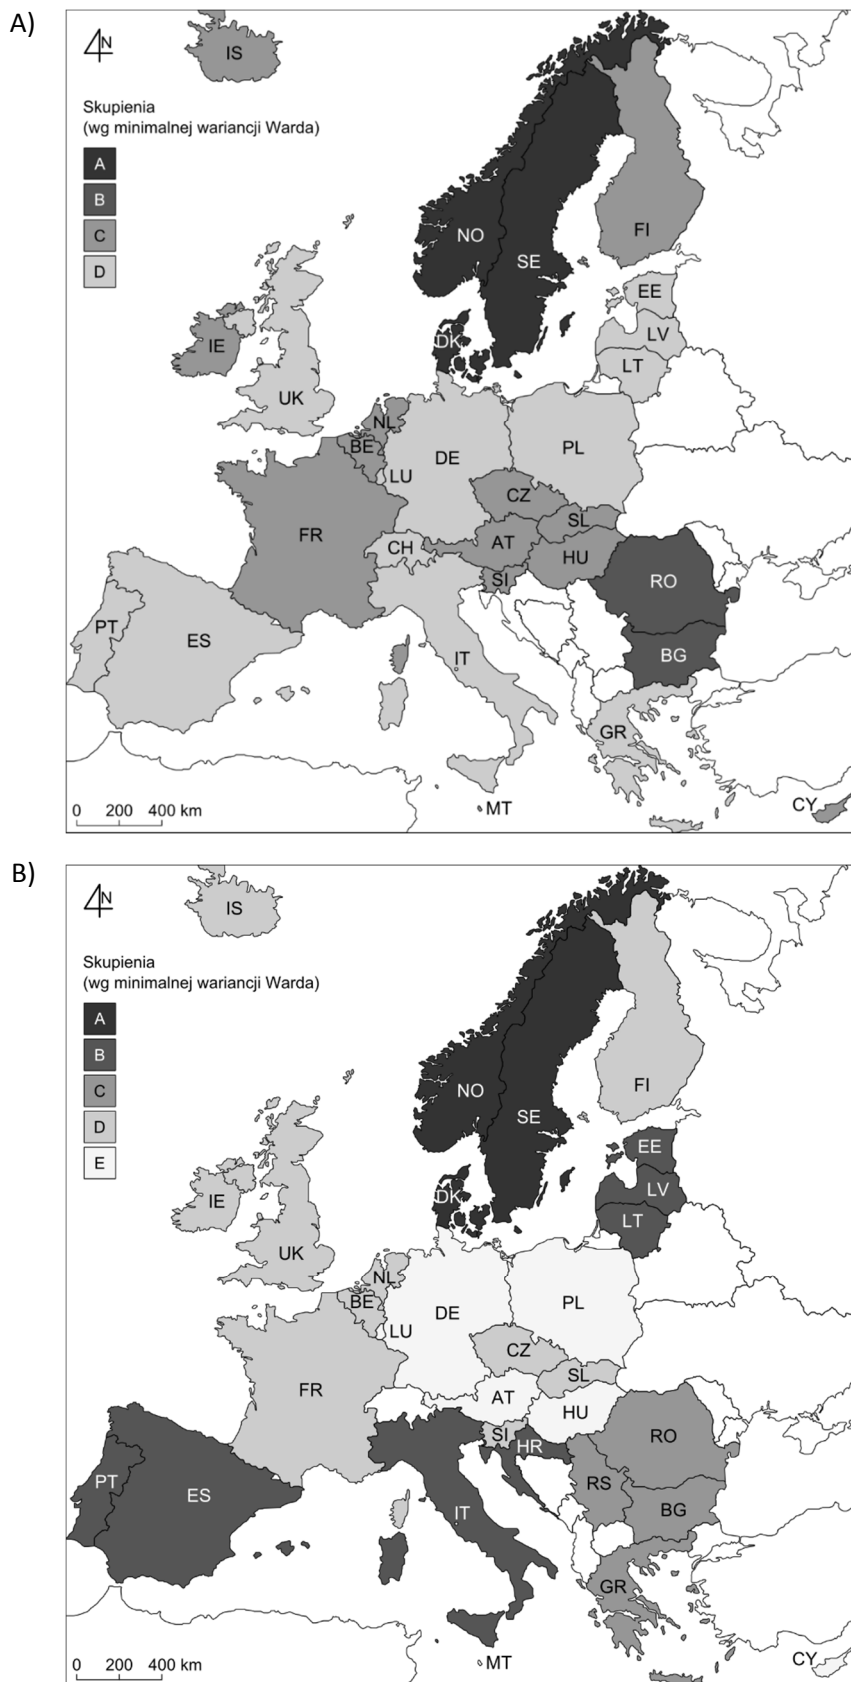 A)
N
IS
Skupienia
(wg minimalnej wariancji Warda)
A
B
C
D
NO
SE
FI
EE
LV
LT
DK
IE
UK
NL
BE
LU
DE
PL
CZ
SL
FR
CH
AT
HU
SI
RO
BG
PT
ES
IT
GR
MT
CY
0 200 400 km
B)
N
IS
Skupienia
(wg minimalnej wariancji Warda)
A
B
C
D
E
NO
SE
FI
EE
LV
LT
DK
IE
UK
NL
BE
LU
DE
PL
CZ
SL
FR
AT
HU
SI
HR
RO
RS
BG
PT
ES
IT
GR
MT
CY
0 200 400 km